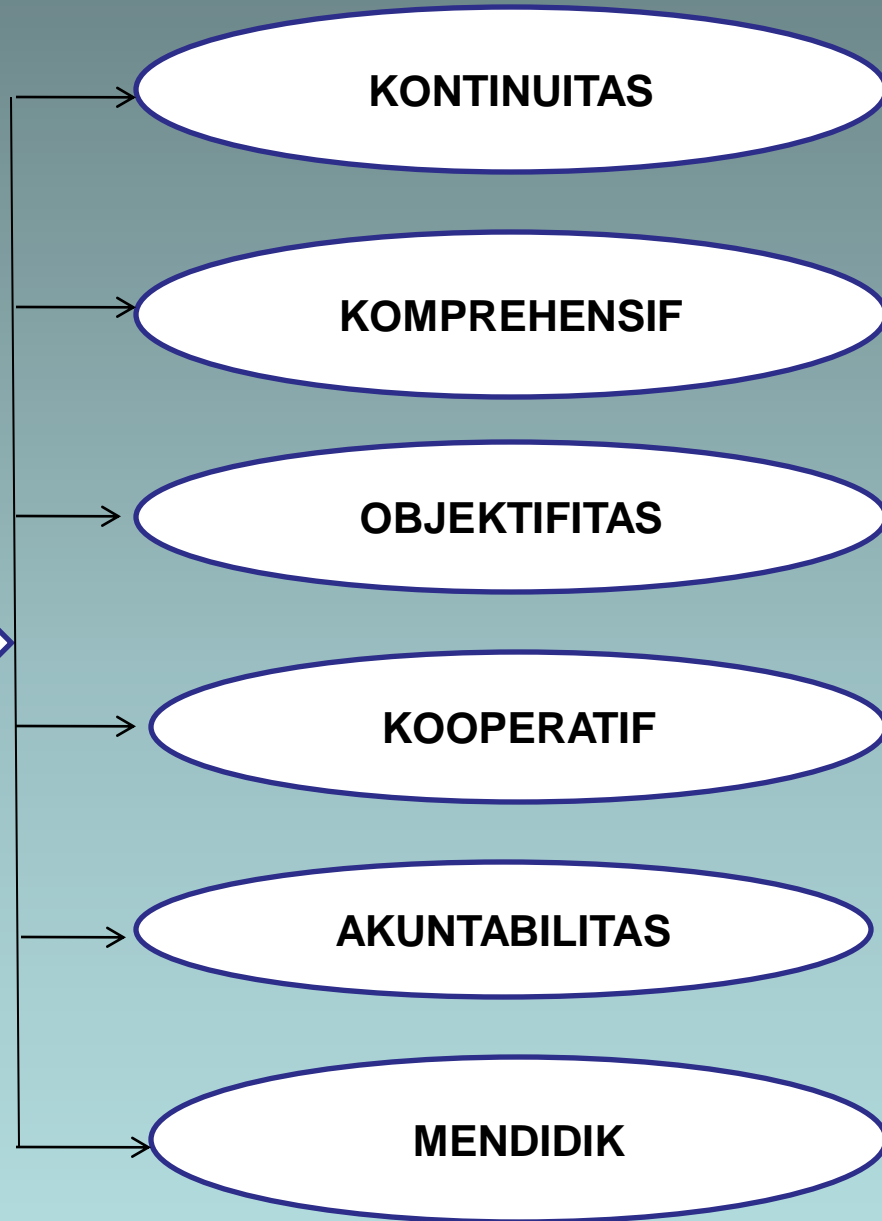 KONTINUITAS
KOMPREHENSIF
OBJEKTIFITAS
KOOPERATIF
AKUNTABILITAS
MENDIDIK